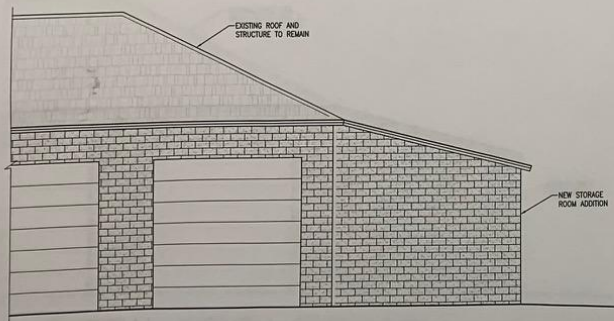 EXISTING ROOF AND
STRUCTURE TO REMAIN
NEW STORAGE
ROOM ADDITION